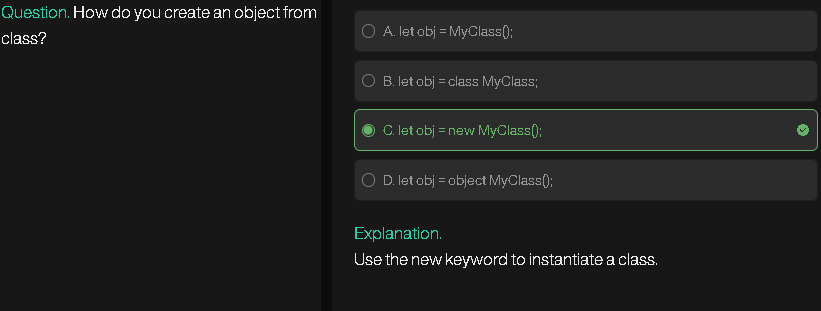 Question. How do you create an object from
class?
A. let obj = MyClass();
B. let obj = class MyClass;
C. let obj = new MyClass();
D. let obj = object MyClass();
Explanation.
Use the new keyword to instantiate a class.